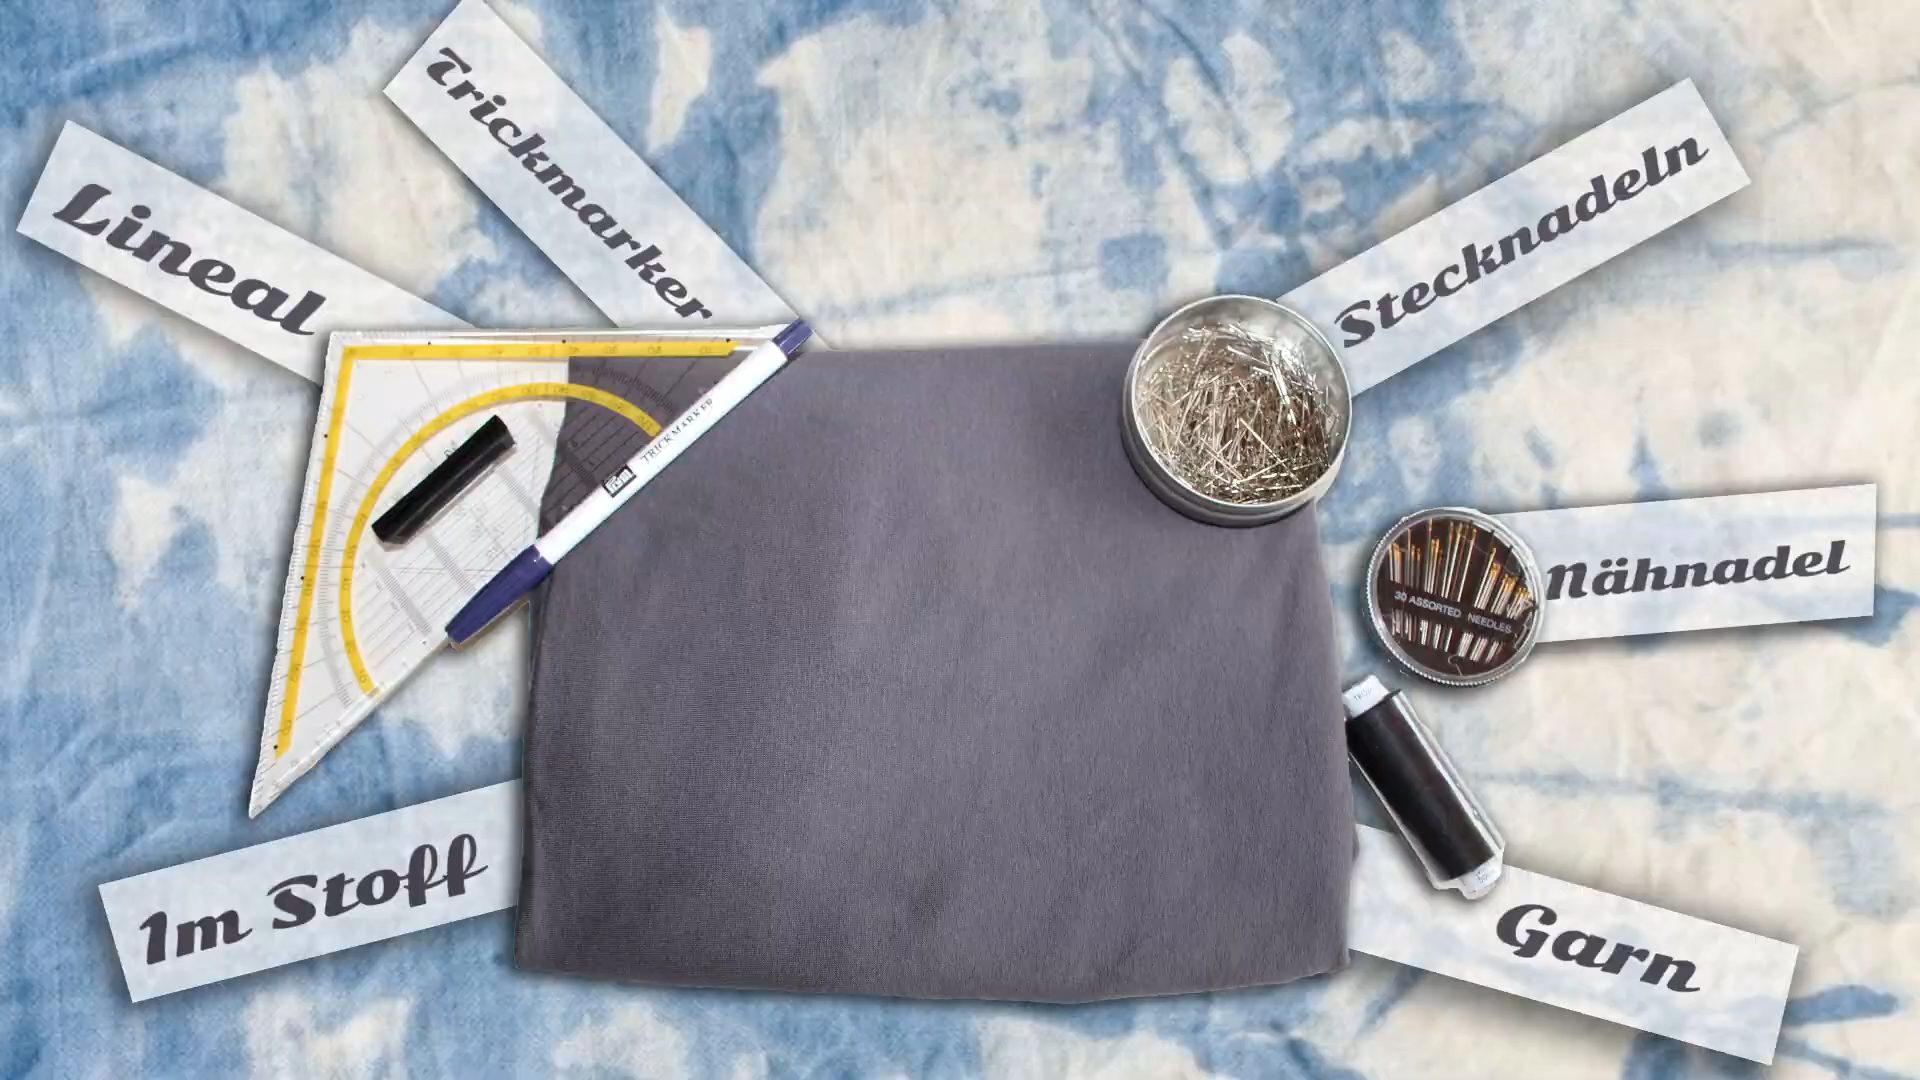 Trickmarker
Lineal
Stecknadeln
TRICKMARKER
Nähnadel
30 ASSORTED NEEDLES
1m Stoff
Garn